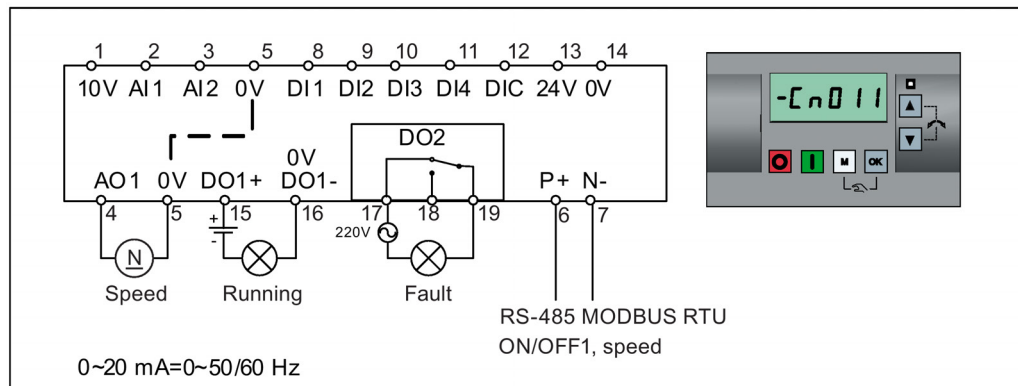 1 2 3 5 8 9 10 11 12 13 14
10V AI1 AI2 0V DI1 DI2 DI3 DI4 DIC 24V 0V
-Cn011
DO2
0V
AO1 0V DO1+ DO1- P+ N-
4 5 15 16 17 18 19 6 7
M OK
+
-
220V
N
Speed Running Fault
RS-485 MODBUS RTU
ON/OFF1, speed
0~20 mA=0~50/60 Hz